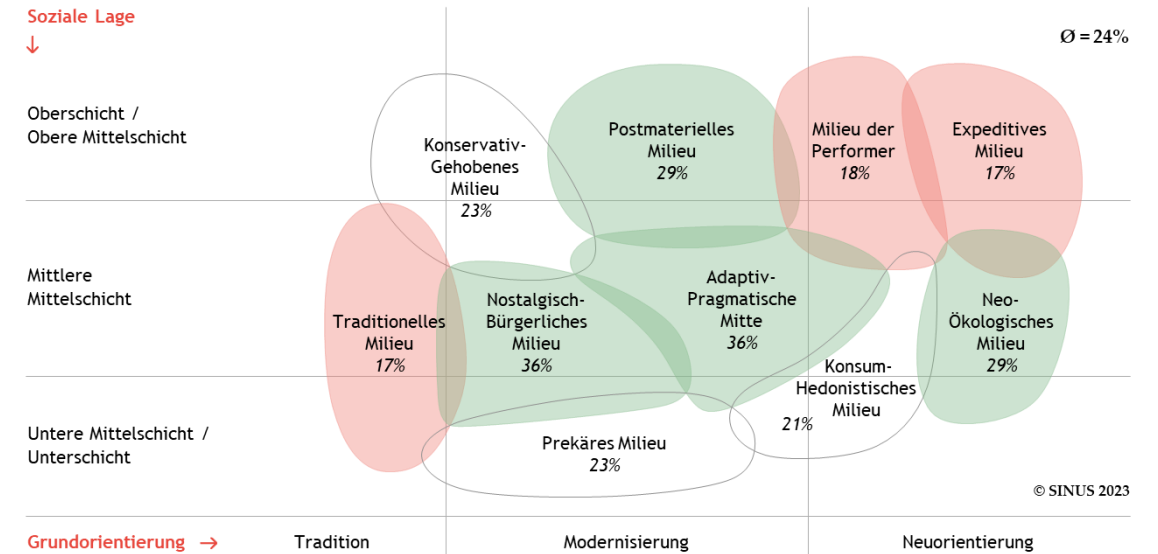 Soziale Lage
↓
Ø = 24%
Oberschicht /
Obere Mittelschicht
Konservativ-
Gehobenes
Milieu
23%
Postmaterielles
Milieu
29%
Milieu der
Performer
18%
Expeditives
Milieu
17%
Mittlere
Mittelschicht
Traditionelles
Milieu
17%
Nostalgisch-
Bürgerliches
Milieu
36%
Adaptiv-
Pragmatische
Mitte
36%
Konsum-
Hedonistisches
Milieu
21%
Neo-
Ökologisches
Milieu
29%
Untere Mittelschicht /
Unterschicht
Prekäres Milieu
23%
© SINUS 2023
Grundorientierung → Tradition Modernisierung Neuorientierung